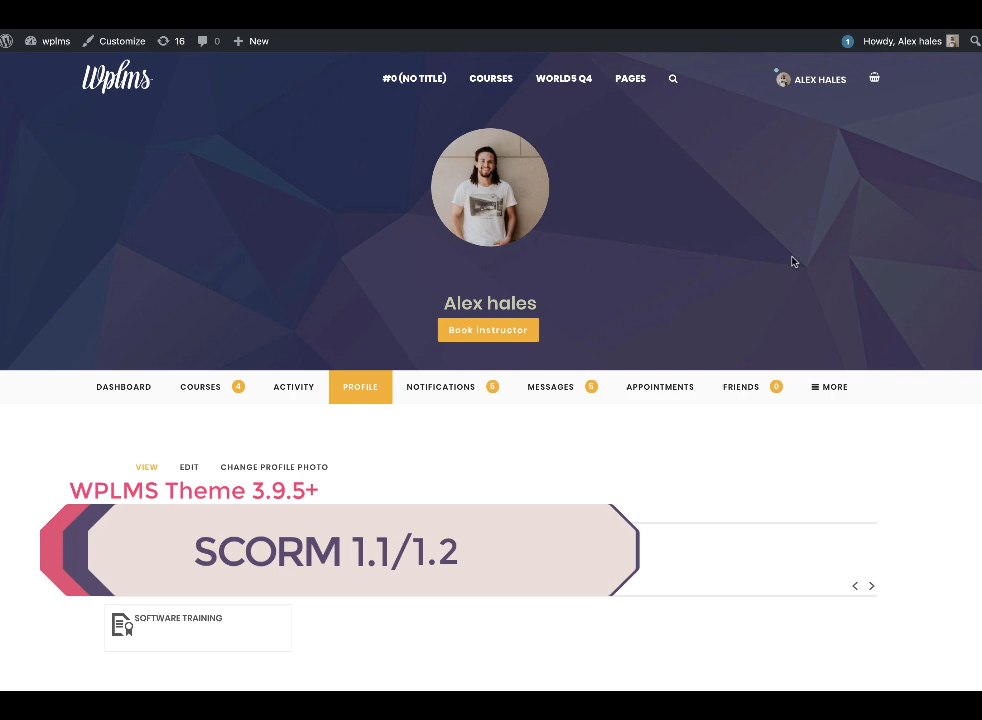 wplms Customize 16 0 New 1 Howdy, Alex hales
Wplms #0 (NO TITLE) COURSES WORLD5 Q4 PAGES ALEX HALES
Alex hales
Book instructor
DASHBOARD COURSES 4 ACTIVITY PROFILE NOTIFICATIONS 5 MESSAGES 5 APPOINTMENTS FRIENDS 0 MORE
VIEW EDIT CHANGE PROFILE PHOTO
WPLMS Theme 3.9.5+
SCORM 1.1/1.2
SOFTWARE TRAINING